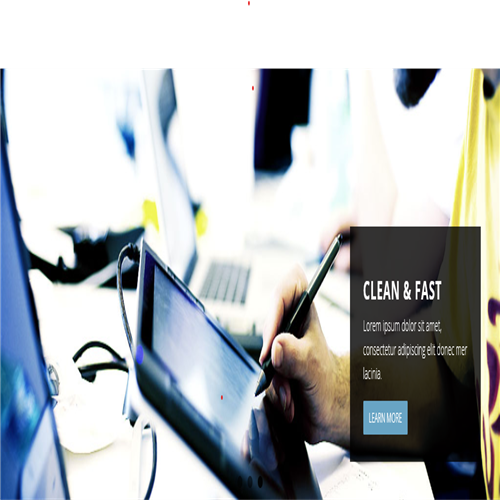 CLEAN & FAST
Lorem ipsum dolor sit amet,
consectetur adipiscing elit donec mer
lacinia.
LEARN MORE